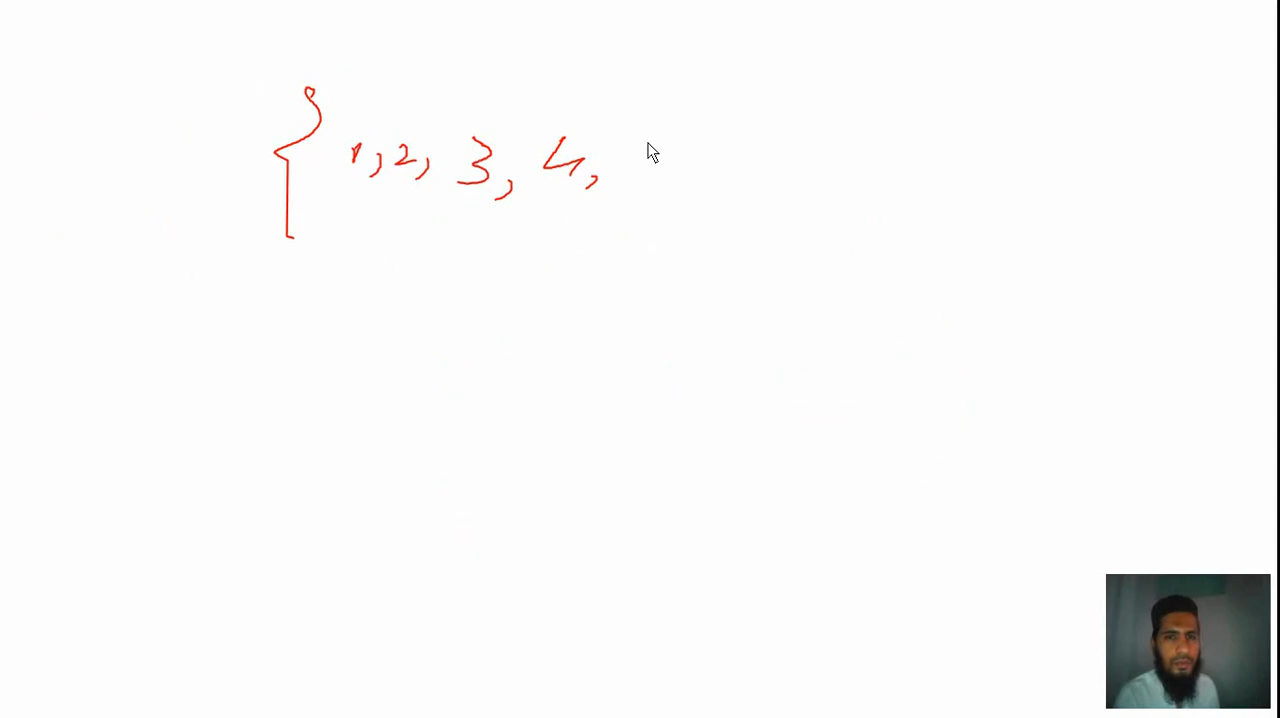 { 1, 2, 3, 4,